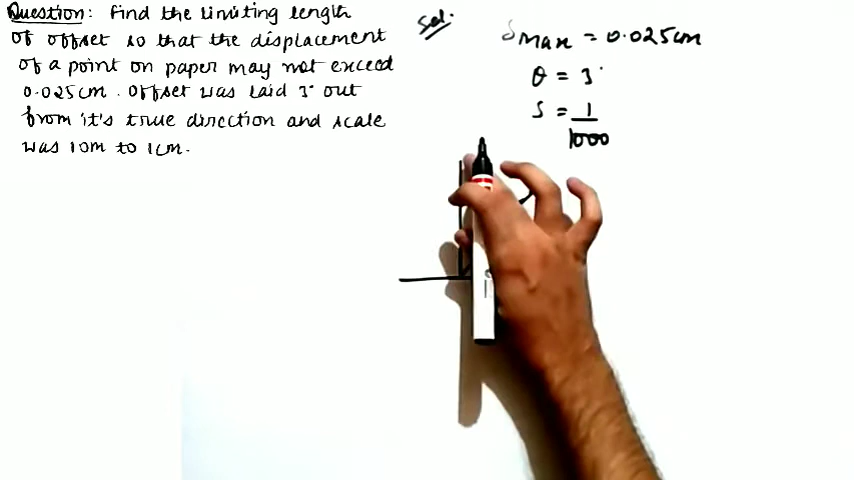 Question: Find the limiting length
of offset so that the displacement
of a point on paper may not exceed
0.025cm. Offset was laid 3° out
from it's true direction and scale
was 10m to 1cm.
Sol.
δmax = 0.025cm
θ = 3°
S = 1/1000